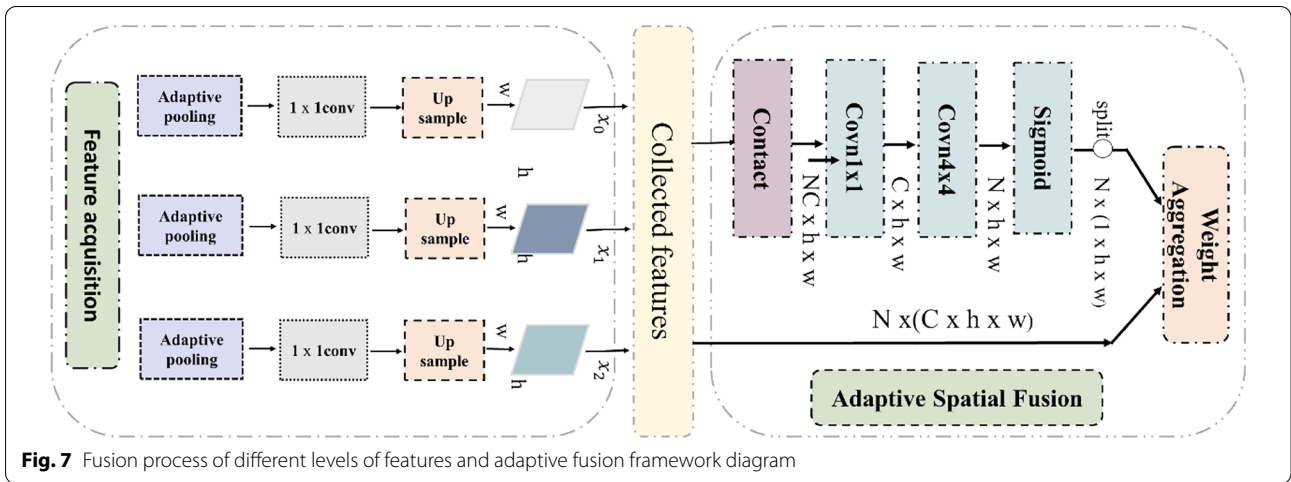 Feature acquisition
Adaptive
pooling
1 x 1conv
Up
sample
w
h
x0
Adaptive
pooling
1 x 1conv
Up
sample
w
h
x1
Adaptive
pooling
1 x 1conv
Up
sample
w
h
x2
Collected features
Contact
NC x h x w
Covn1x1
C x h x w
Covn4x4
N x h x w
Sigmoid
split
N x (1 x h x w)
Weight
Aggregation
N x(C x h x w)
Adaptive Spatial Fusion
Fig. 7 Fusion process of different levels of features and adaptive fusion framework diagram